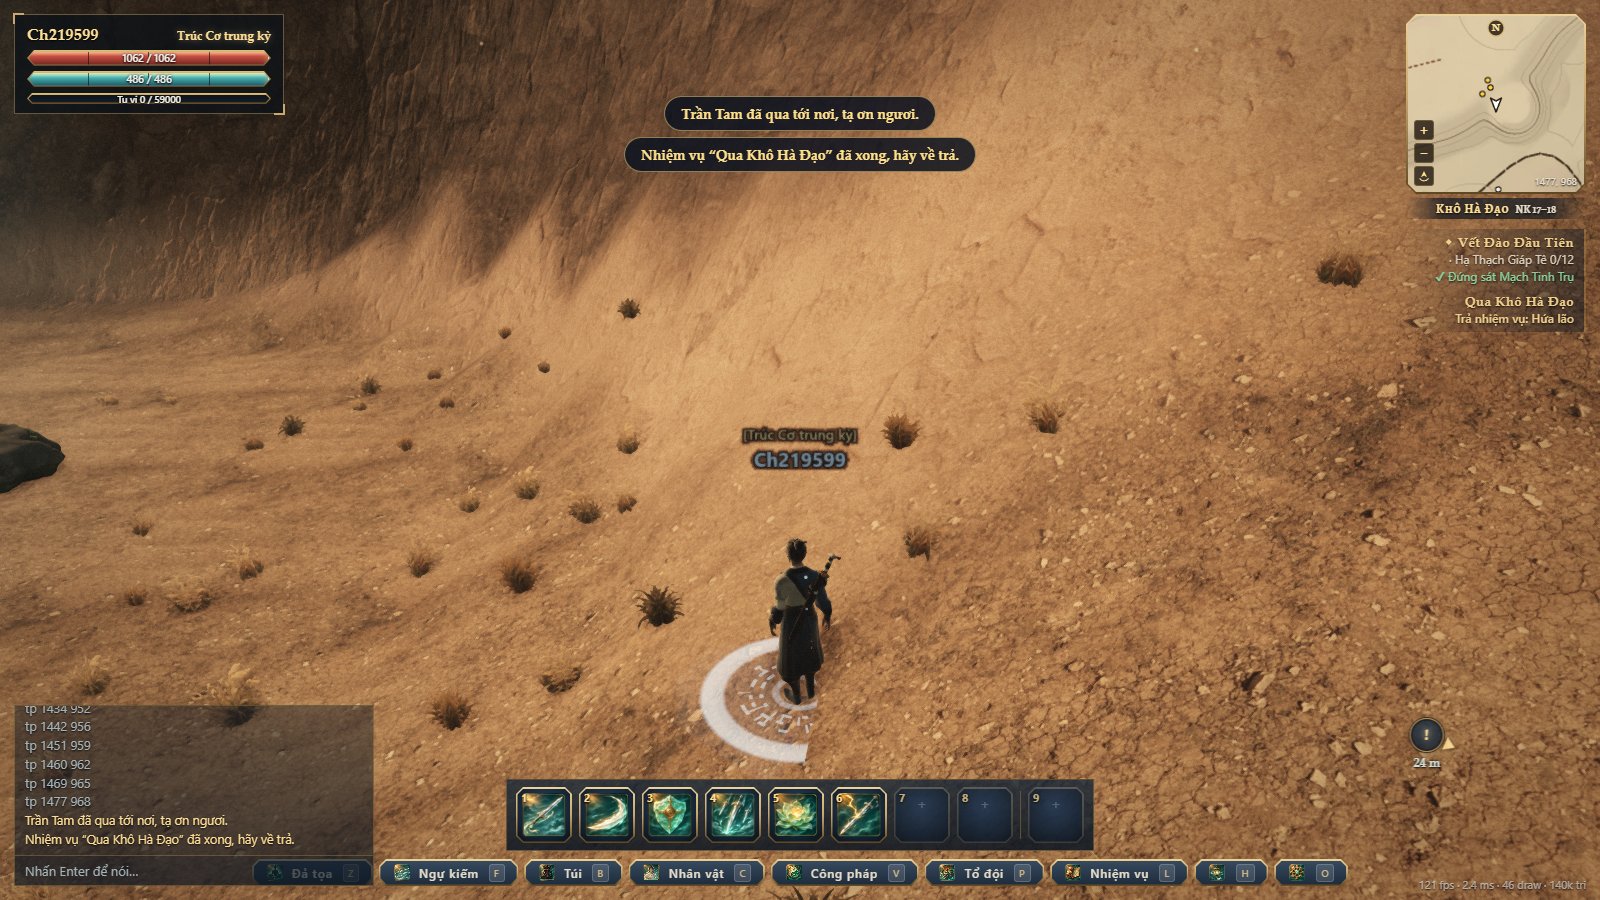 Ch219599
Trúc Cơ trung kỳ
1062 / 1062
486 / 486
Tu vi 0 / 59000
Trần Tam đã qua tới nơi, tạ ơn ngươi.
Nhiệm vụ “Qua Khô Hà Đạo” đã xong, hãy về trả.
N
+
−
1477, 968
Khô Hà Đạo NK 17–18
Vết Đào Đầu Tiên
· Hạ Thạch Giáp Tê 0/12
✓ Đứng sát Mạch Tinh Trụ
Qua Khô Hà Đạo
Trả nhiệm vụ: Hứa lão
[Trúc Cơ trung kỳ]
Ch219599
!
24 m
tp 1434 952
tp 1442 956
tp 1451 959
tp 1460 962
tp 1469 965
tp 1477 968
Trần Tam đã qua tới nơi, tạ ơn ngươi.
Nhiệm vụ “Qua Khô Hà Đạo” đã xong, hãy về trả.
Nhấn Enter để nói...
1 2 3 4 5 6 7 8 9
Đả tọa Z
Ngự kiếm F
Túi B
Nhân vật C
Công pháp V
Tổ đội P
Nhiệm vụ L
H
O
121 fps · 2.4 ms · 46 draw · 140k tri